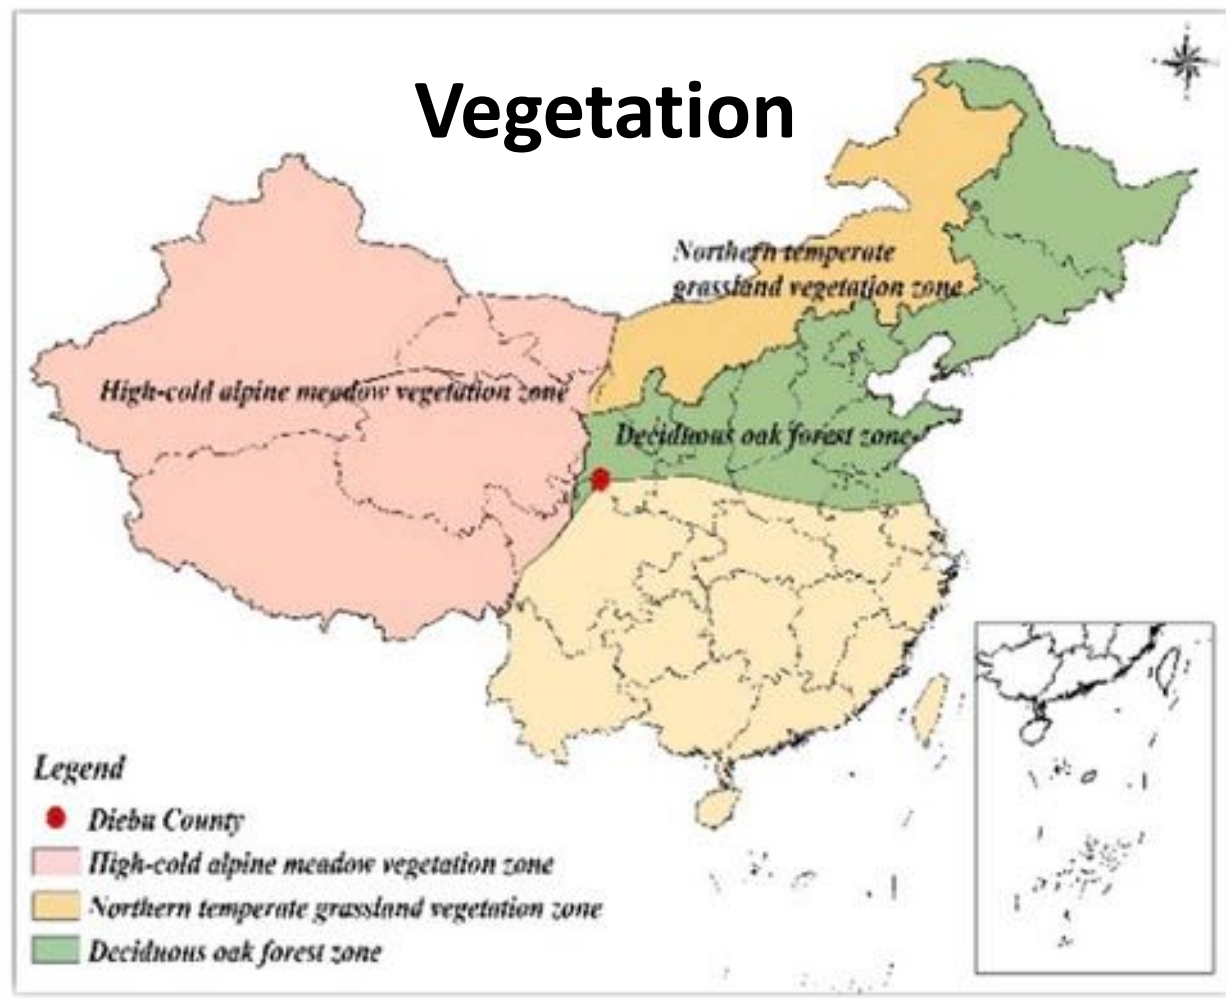 Vegetation
Northern temperate
grassland vegetation zone
High-cold alpine meadow vegetation zone
Deciduous oak forest zone
Legend
Diebu County
High-cold alpine meadow vegetation zone
Northern temperate grassland vegetation zone
Deciduous oak forest zone